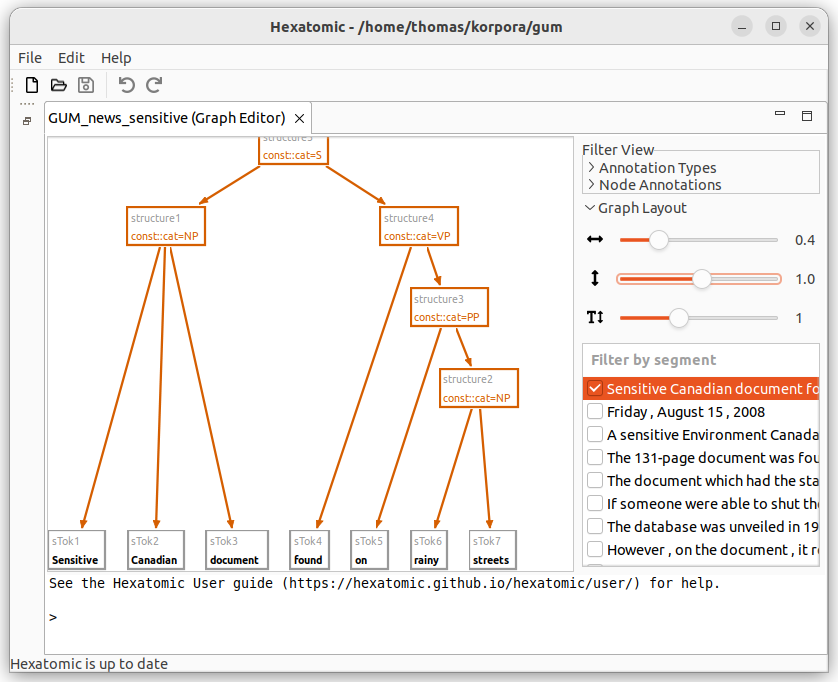 Hexatomic - /home/thomas/korpora/gum
File Edit Help
GUM_news_sensitive (Graph Editor)
const::cat=S
structure1
const::cat=NP
structure4
const::cat=VP
structure3
const::cat=PP
structure2
const::cat=NP
sTok1 sTok2 sTok3 sTok4 sTok5 sTok6 sTok7
Sensitive Canadian document found on rainy streets
Filter View
Annotation Types
Node Annotations
Graph Layout
0.4
1.0
1
Filter by segment
Sensitive Canadian document fo
Friday , August 15 , 2008
A sensitive Environment Canada
The 131-page document was fou
The document which had the sta
If someone were able to shut the
The database was unveiled in 19
However , on the document , it r
See the Hexatomic User guide (https://hexatomic.github.io/hexatomic/user/) for help.
>
Hexatomic is up to date